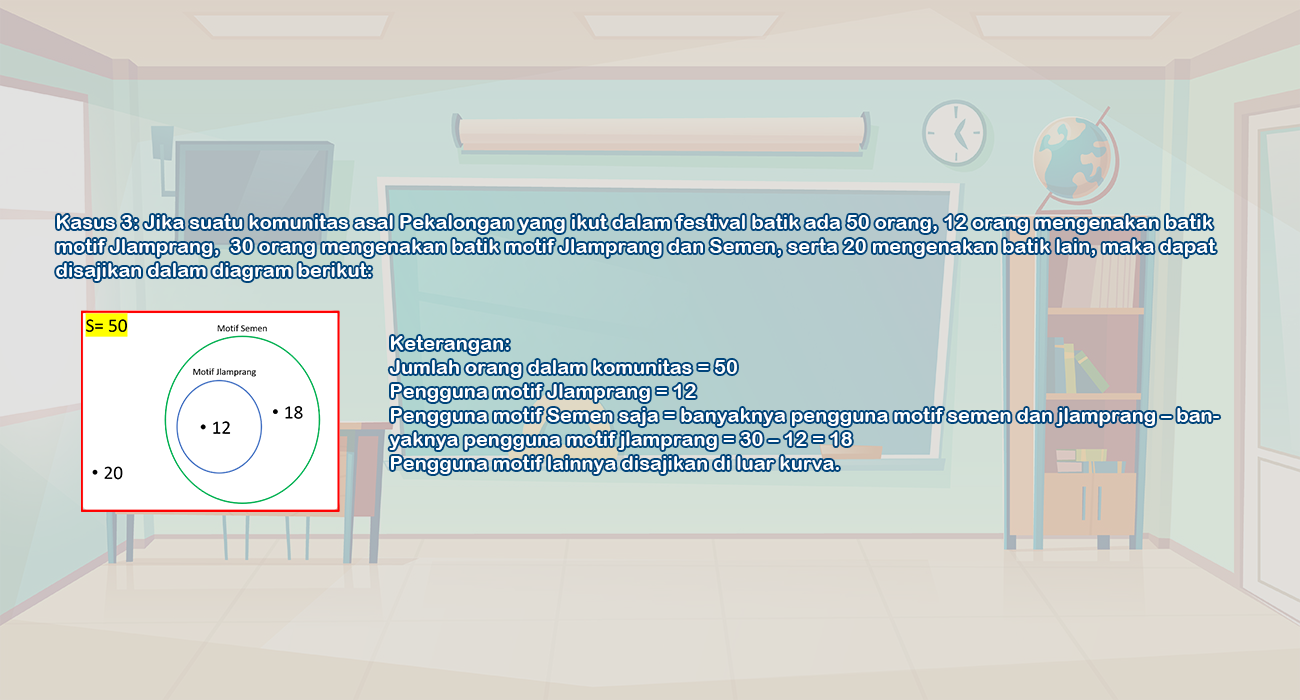 Kasus 3: Jika suatu komunitas asal Pekalongan yang ikut dalam festival batik ada 50 orang, 12 orang mengenakan batik
motif Jlamprang,  30 orang mengenakan batik motif Jlamprang dan Semen, serta 20 mengenakan batik lain, maka dapat
disajikan dalam diagram berikut:
S= 50
Motif Semen
Motif Jlamprang
• 18
• 12
• 20
Keterangan:
Jumlah orang dalam komunitas = 50
Pengguna motif Jlamprang = 12
Pengguna motif Semen saja = banyaknya pengguna motif semen dan jlamprang – ban-
yaknya pengguna motif jlamprang = 30 – 12 = 18
Pengguna motif lainnya disajikan di luar kurva.